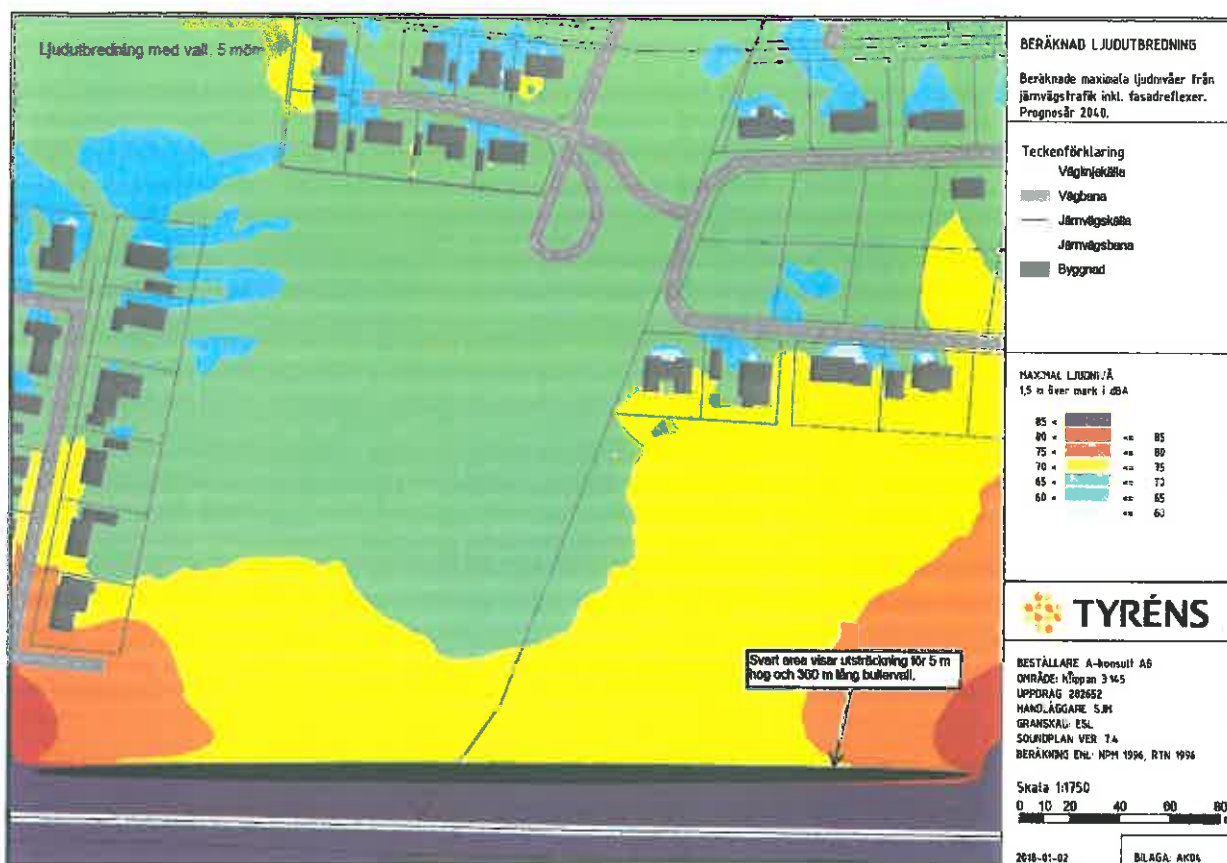 Ljudutbredning med vall, 5 möm
BERÄKNAD LJUDUTBREDNING
Beräknade maximala ljudnivåer från
järnvägstrafik inkl. fasadreflexer.
Prognosår 2040.
Teckenförklaring
Väglinjekälla
Vägbana
Järnvägskälla
Järnvägsbana
Byggnad
MAXIMAL LJUDNIVÅ
1,5 m över mark i dBA
85 <
80 < <= 85
75 < <= 80
70 < <= 75
65 < <= 70
60 < <= 65
<= 60
TYRÉNS
Svart area visar utsträckning för 5 m
hög och 360 m lång bullervall.
BESTÄLLARE A-konsult AB
OMRÅDE: Klippan 3:145
UPPDRAG 282652
HANDLÄGGARE SJH
GRANSKAD: ESL
SOUNDPLAN VER 7.4
BERÄKNING ENL: NPM 1996, RTN 1996
Skala 1:1750
0 10 20 40 60 80
2018-01-02
BILAGA: AK04